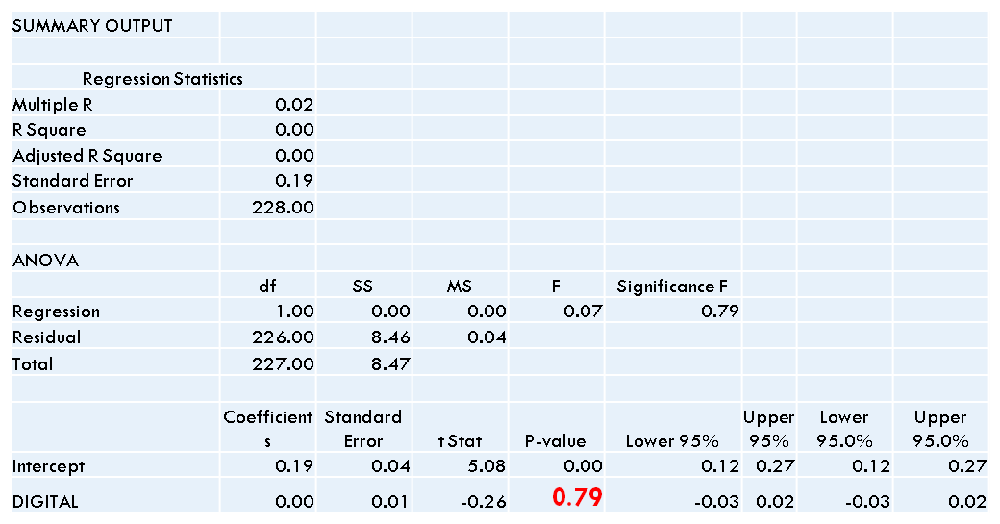 SUMMARY OUTPUT
Regression Statistics
Multiple R 0.02
R Square 0.00
Adjusted R Square 0.00
Standard Error 0.19
Observations 228.00
ANOVA
df SS MS F Significance F
Regression 1.00 0.00 0.00 0.07 0.79
Residual 226.00 8.46 0.04
Total 227.00 8.47
Coefficient Standard Upper Lower Upper
s Error t Stat P-value Lower 95% 95% 95.0% 95.0%
Intercept 0.19 0.04 5.08 0.00 0.12 0.27 0.12 0.27
DIGITAL 0.00 0.01 -0.26 0.79 -0.03 0.02 -0.03 0.02